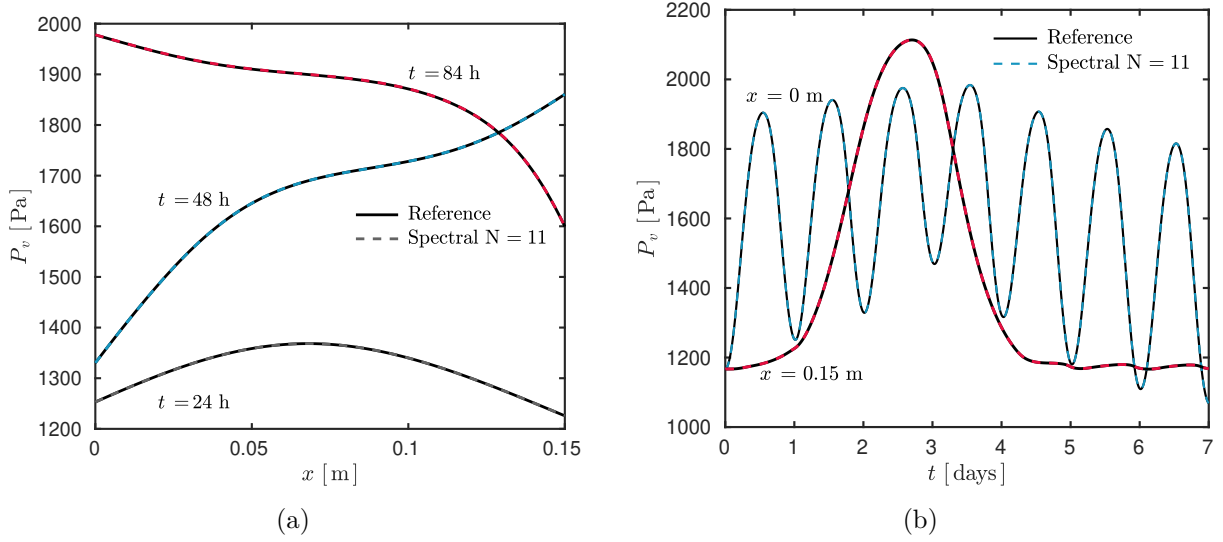 2000
1900
1800
1700
1600
1500
1400
1300
1200
P_v [Pa]
t = 84 h
t = 48 h
Reference
Spectral N = 11
t = 24 h
0 0.05 0.1 0.15
x [m]
(a)
2200
2000
1800
1600
1400
1200
1000
P_v [Pa]
Reference
Spectral N = 11
x = 0 m
x = 0.15 m
0 1 2 3 4 5 6 7
t [days]
(b)